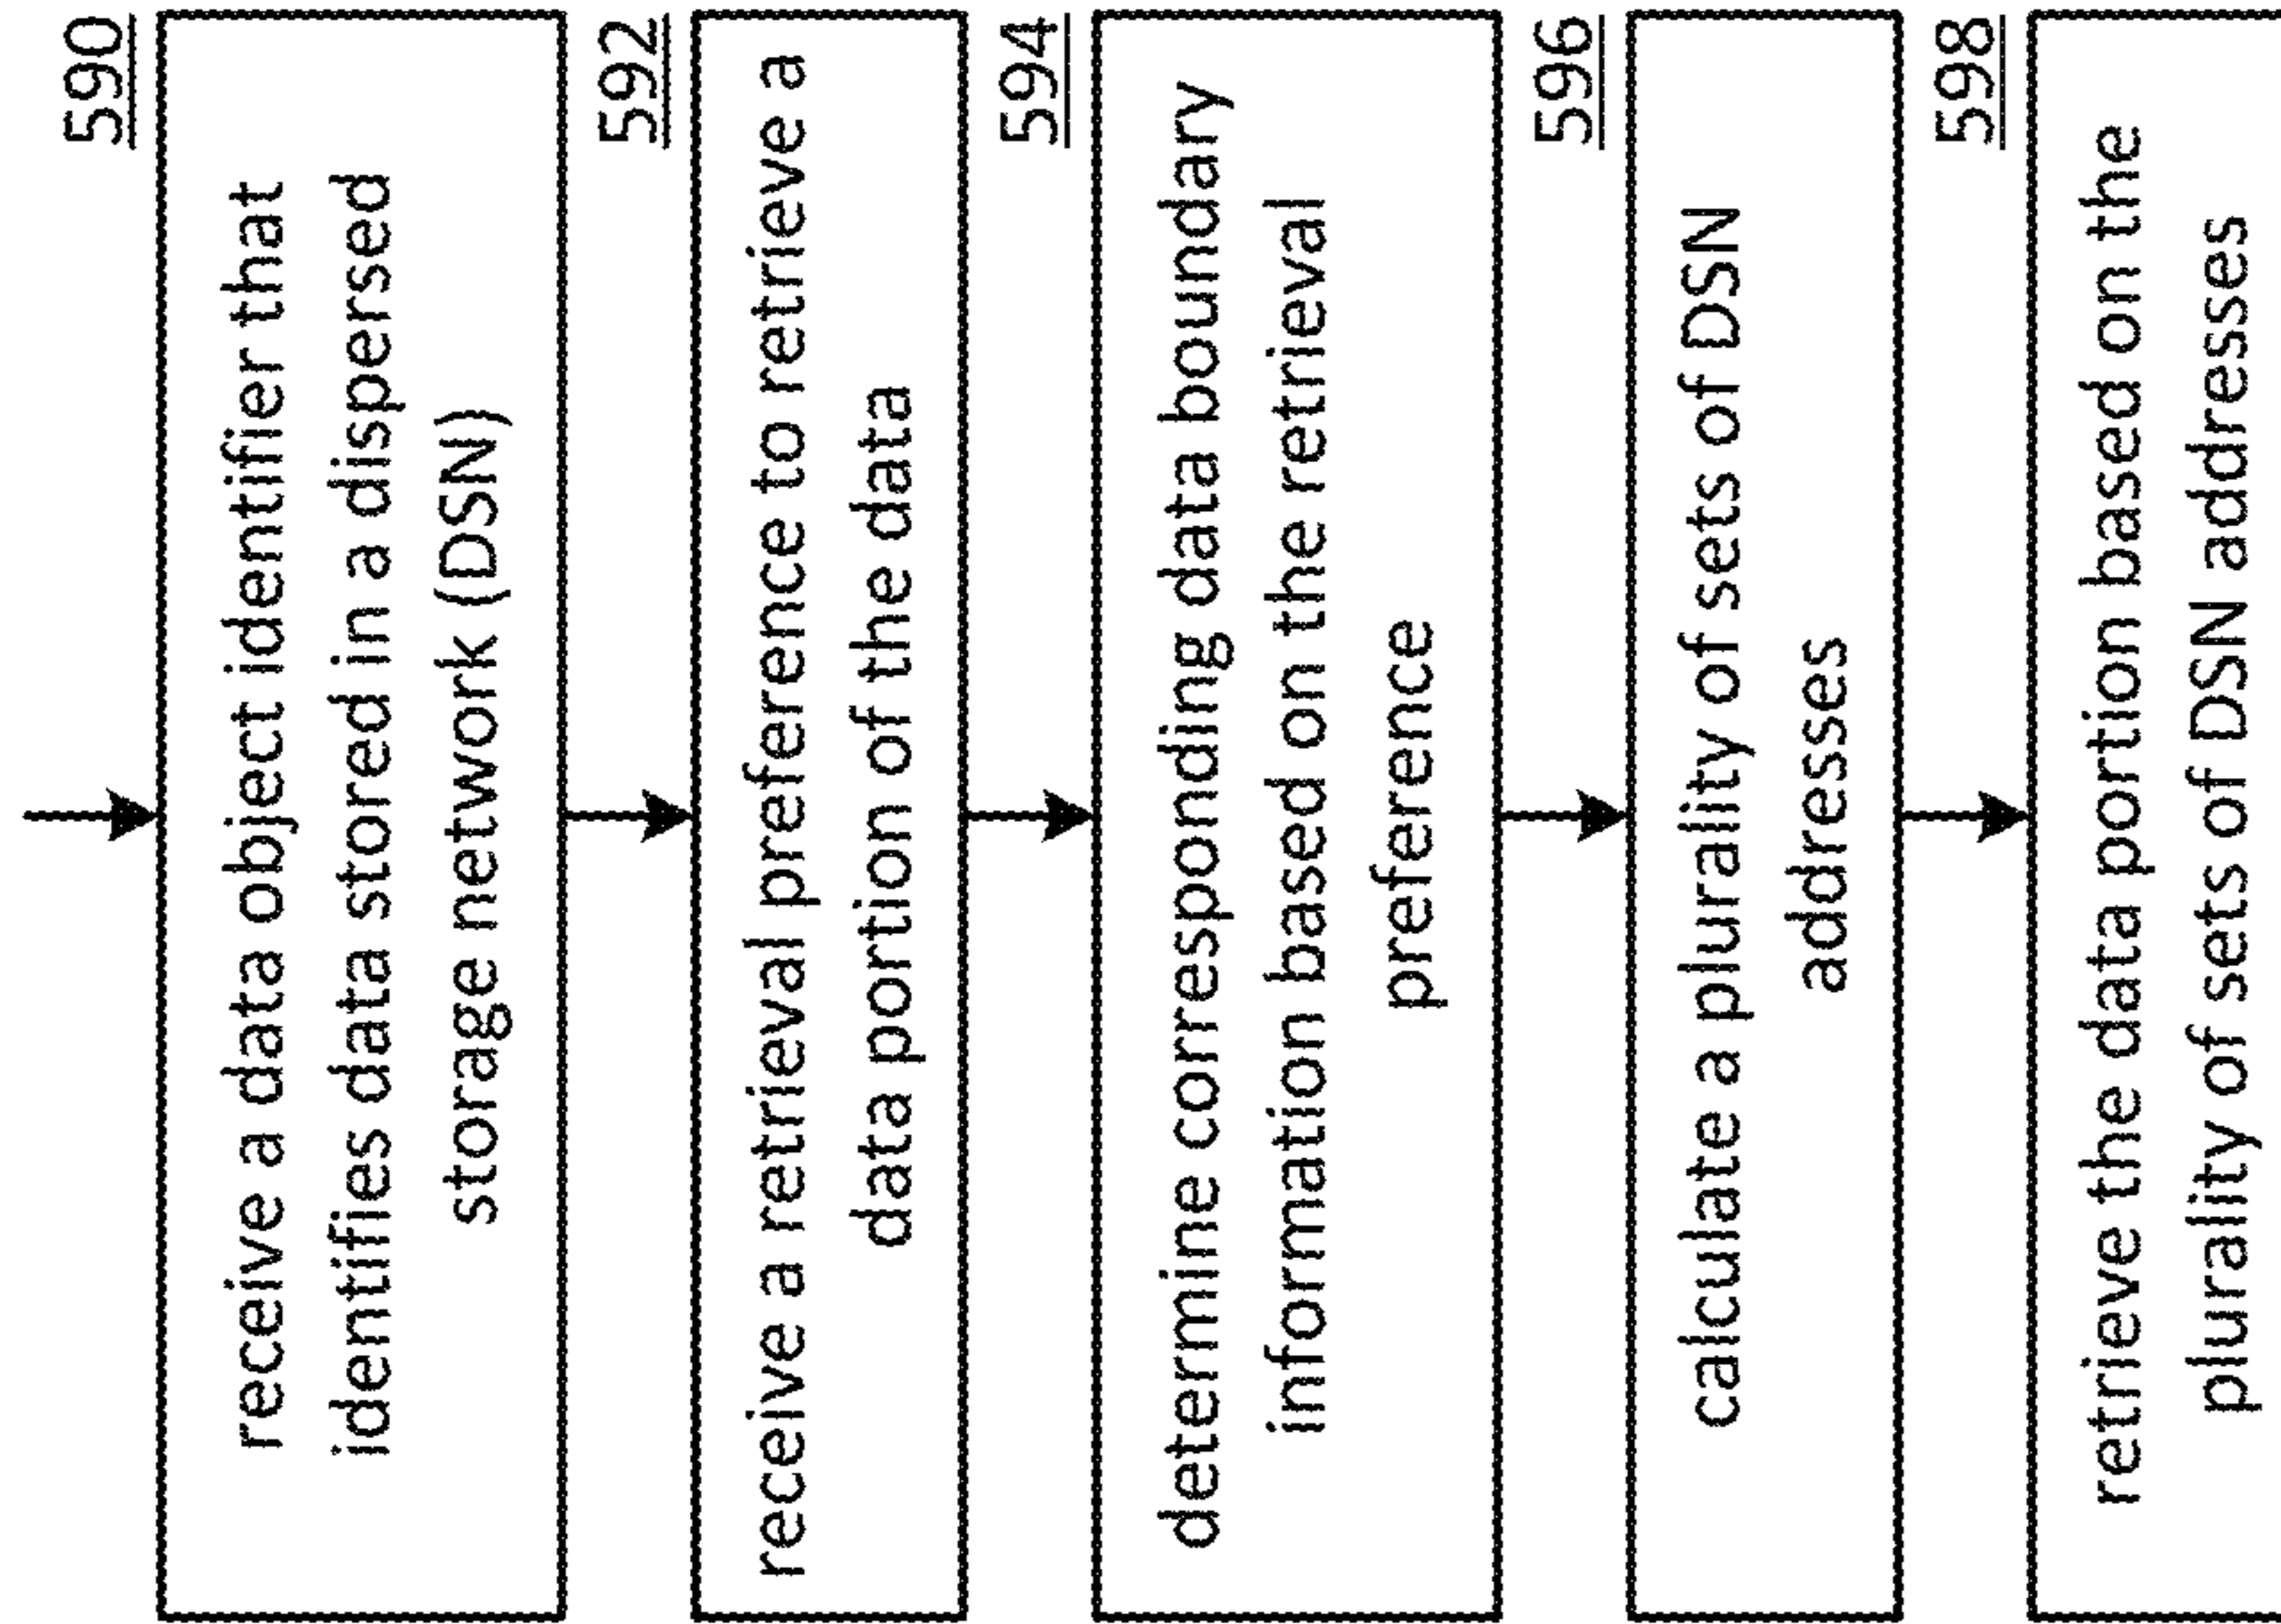 590
receive a data object identifier that
identifies data stored in a dispersed
storage network (DSN)
592
receive a retrieval preference to retrieve a
data portion of the data
594
determine corresponding data boundary
information based on the retrieval
preference
596
calculate a plurality of sets of DSN
addresses
598
retrieve the data portion based on the
plurality of sets of DSN addresses